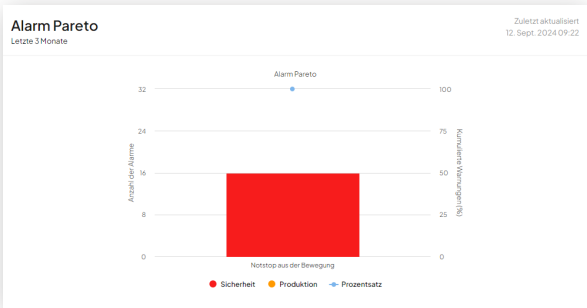 Alarm Pareto
Letzte 3 Monate
Zuletzt aktualisiert
12. Sept. 2024 09:22
Alarm Pareto
32
24
16
8
0
Anzahl der Alarme
100
75
50
25
0
Kumulierte Warnungen (%)
Notstop aus der Bewegung
Sicherheit
Produktion
Prozentsatz